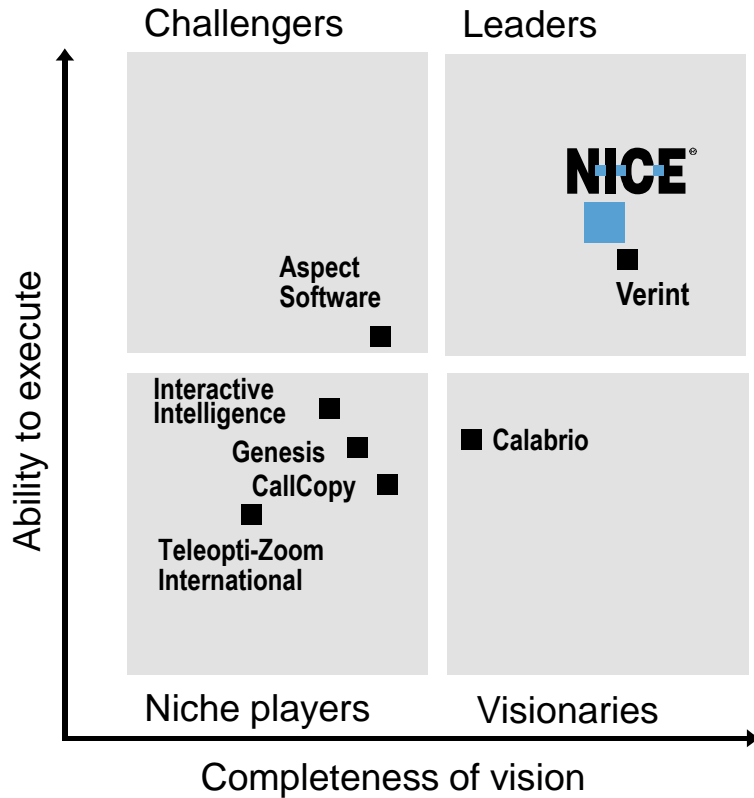 Challengers
Leaders
NICE®
Aspect
Software
Verint
Interactive
Intelligence
Genesis
CallCopy
Calabrio
Teleopti-Zoom
International
Niche players
Visionaries
Ability to execute
Completeness of vision